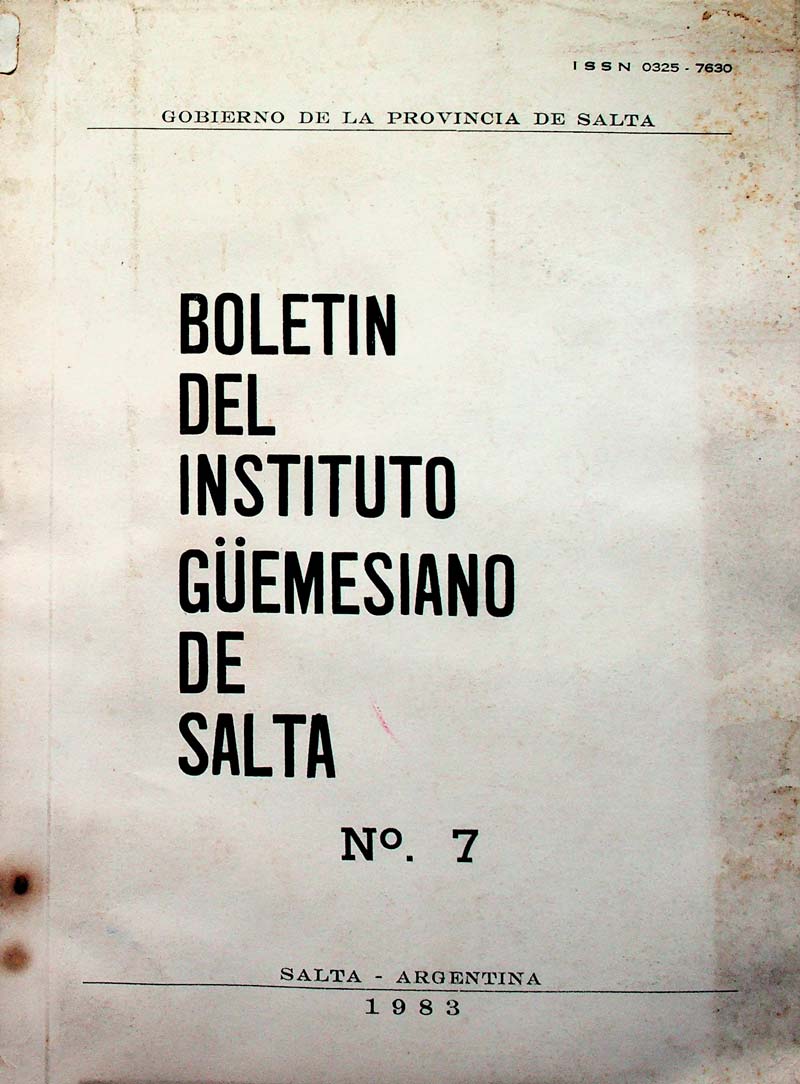 ISSN 0325 - 7630
GOBIERNO DE LA PROVINCIA DE SALTA
BOLETIN
DEL
INSTITUTO
GÜEMESIANO
DE
SALTA
Nº. 7
SALTA - ARGENTINA
1983